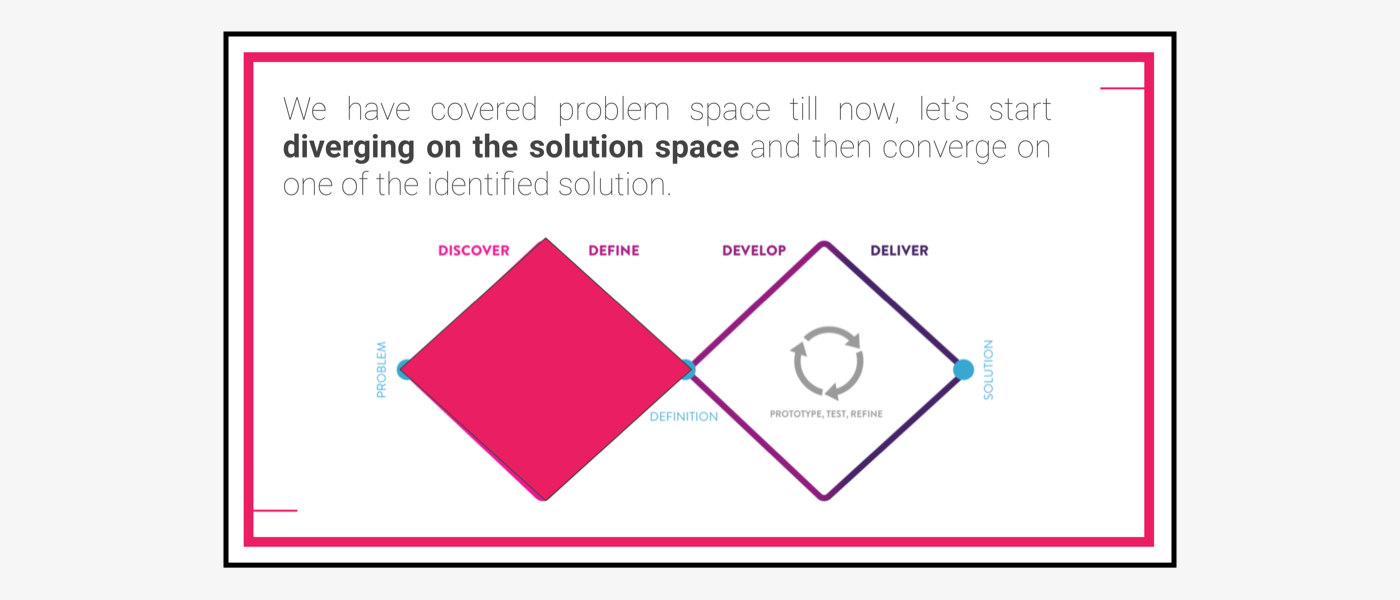 We have covered problem space till now, let's start
diverging on the solution space and then converge on
one of the identified solution.
DISCOVER
DEFINE
DEVELOP
DELIVER
PROBLEM
DEFINITION
PROTOTYPE, TEST, REFINE
SOLUTION